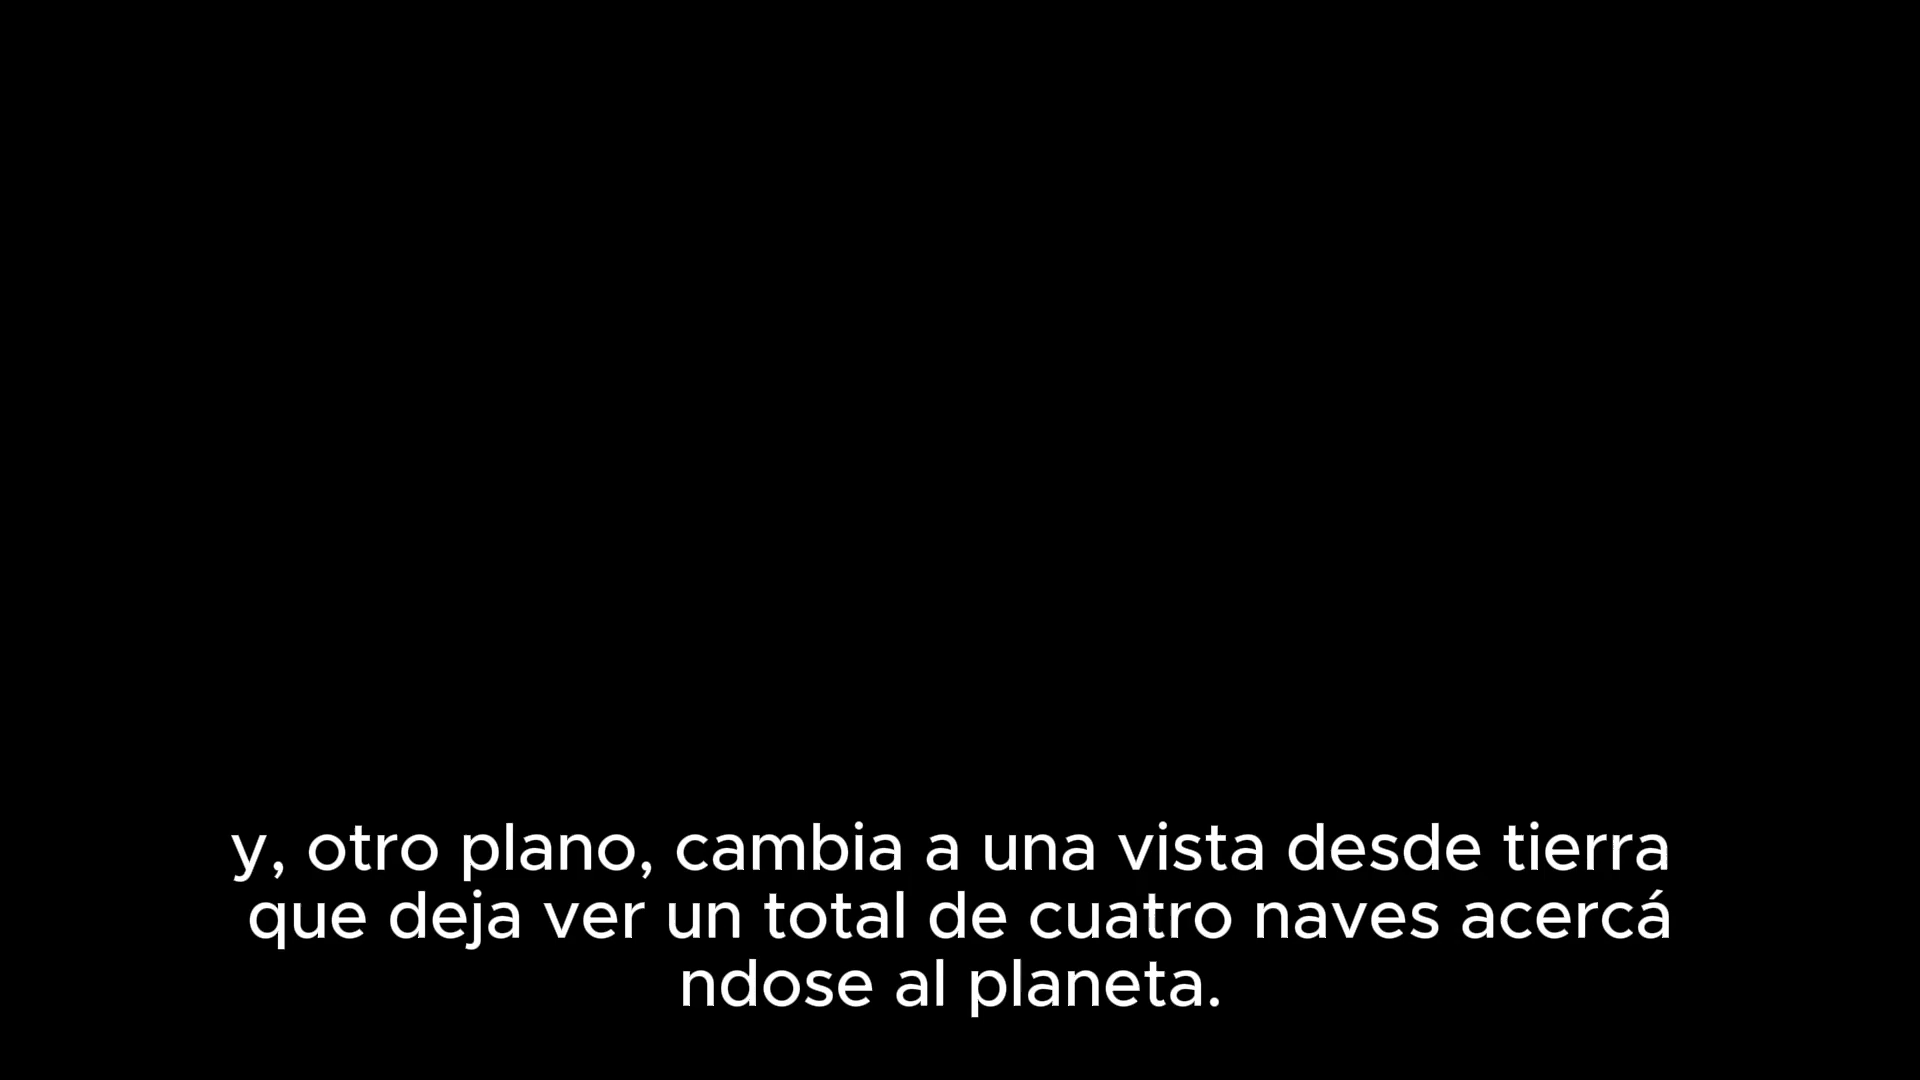 y, otro plano, cambia a una vista desde tierra
que deja ver un total de cuatro naves acercá
ndose al planeta.